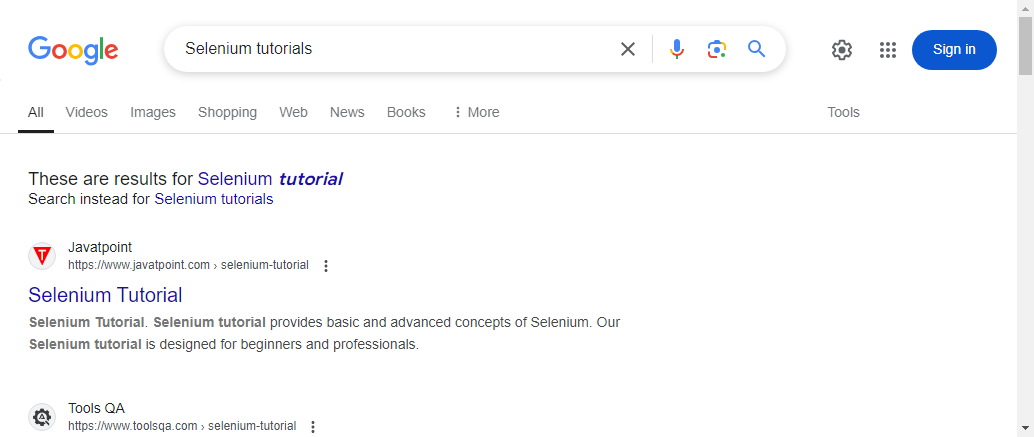 Google
Selenium tutorials
Sign in
All Videos Images Shopping Web News Books More Tools
These are results for Selenium tutorial
Search instead for Selenium tutorials
Javatpoint
https://www.javatpoint.com › selenium-tutorial
Selenium Tutorial
Selenium Tutorial. Selenium tutorial provides basic and advanced concepts of Selenium. Our
Selenium tutorial is designed for beginners and professionals.
Tools QA
https://www.toolsqa.com › selenium-tutorial